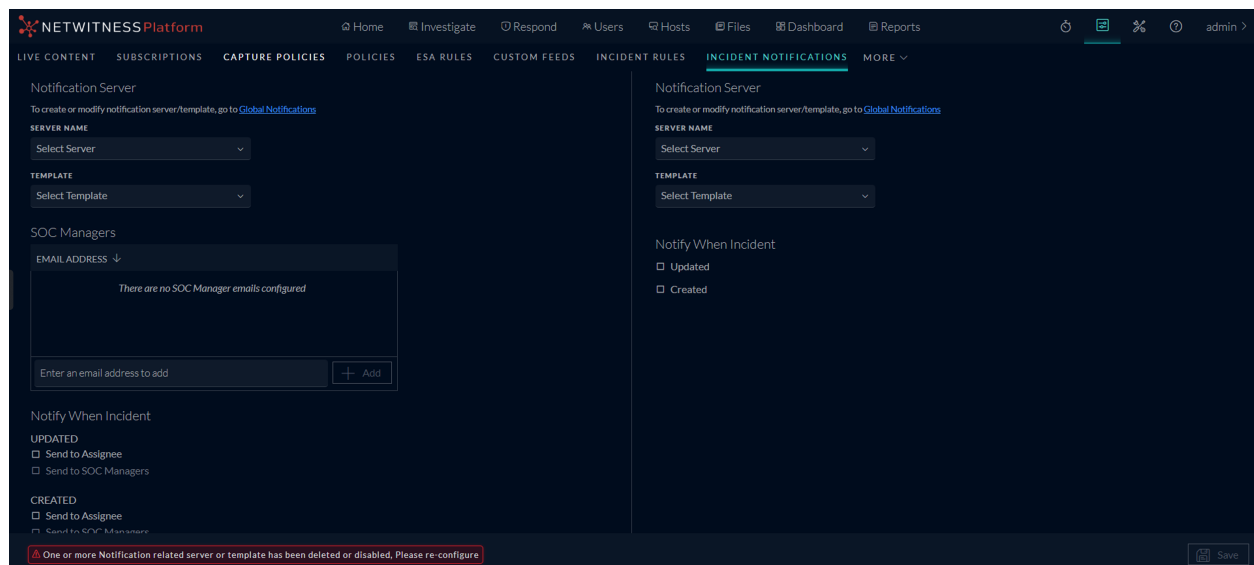 NETWITNESS Platform
Home
Investigate
Respond
Users
Hosts
Files
Dashboard
Reports
admin >
LIVE CONTENT
SUBSCRIPTIONS
CAPTURE POLICIES
POLICIES
ESA RULES
CUSTOM FEEDS
INCIDENT RULES
INCIDENT NOTIFICATIONS
MORE
Notification Server
To create or modify notification server/template, go to Global Notifications
SERVER NAME
Select Server
TEMPLATE
Select Template
SOC Managers
EMAIL ADDRESS ↓
There are no SOC Manager emails configured
Enter an email address to add
+ Add
Notify When Incident
UPDATED
Send to Assignee
Send to SOC Managers
CREATED
Send to Assignee
Send to SOC Managers
Notification Server
To create or modify notification server/template, go to Global Notifications
SERVER NAME
Select Server
TEMPLATE
Select Template
Notify When Incident
Updated
Created
One or more Notification related server or template has been deleted or disabled, Please re-configure
Save